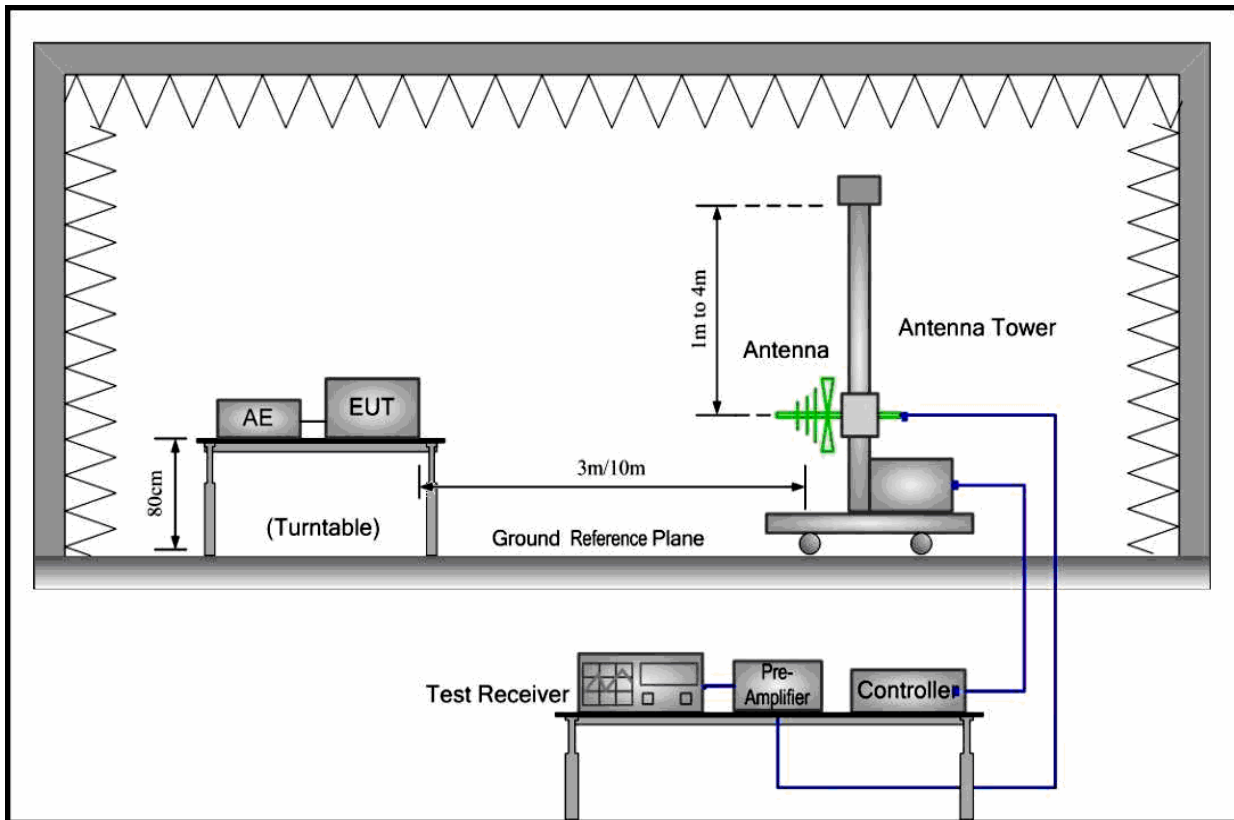 1m to 4m
Antenna Tower
Antenna
EUT
AE
3m/10m
80cm
(Turntable)
Ground Reference Plane
Test Receiver
Pre-
Amplifier
Controller